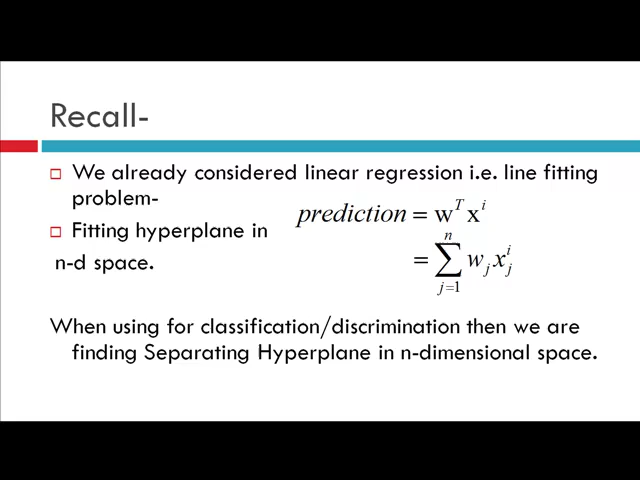 Recall-
We already considered linear regression i.e. line fitting
problem-
prediction = w^T x^i
Fitting hyperplane in
= \sum_{j=1}^{n} w_j x_j^i
n-d space.
When using for classification/discrimination then we are
finding Separating Hyperplane in n-dimensional space.